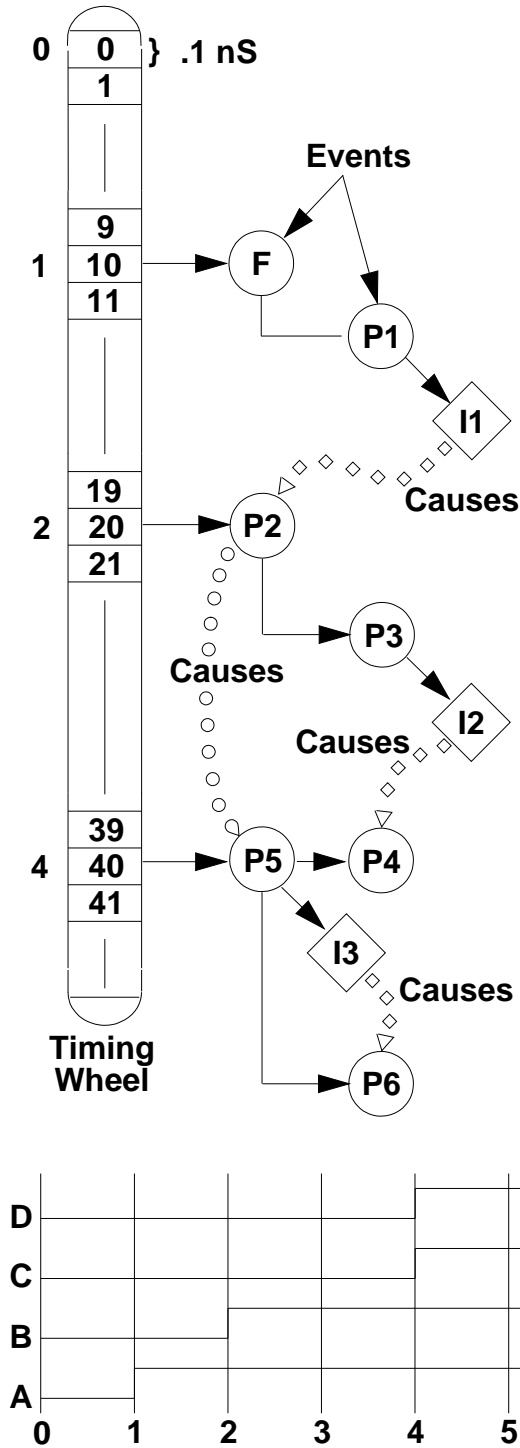 0 0 } .1 nS
1
Events
9
1 10 F
11
P1
I1
19
Causes
2 20 P2
21
P3
Causes
I2
Causes
39
4 40 P5 P4
41
I3
Causes
Timing
Wheel
P6
D
C
B
A
0 1 2 3 4 5